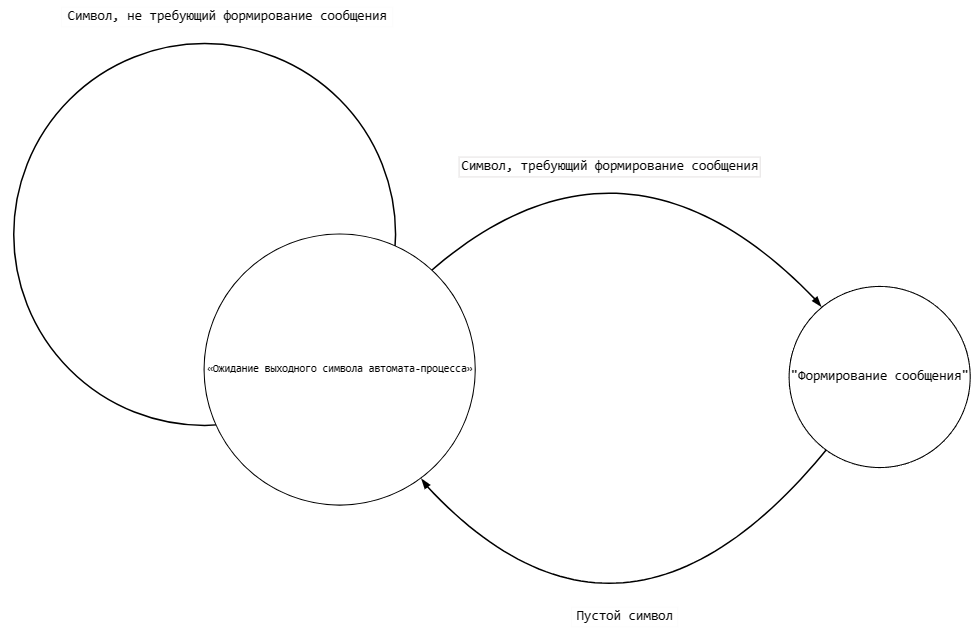 Символ, не требующий формирование сообщения
Символ, требующий формирование сообщения
«Ожидание выходного символа автомата-процесса»
"Формирование сообщения"
Пустой символ